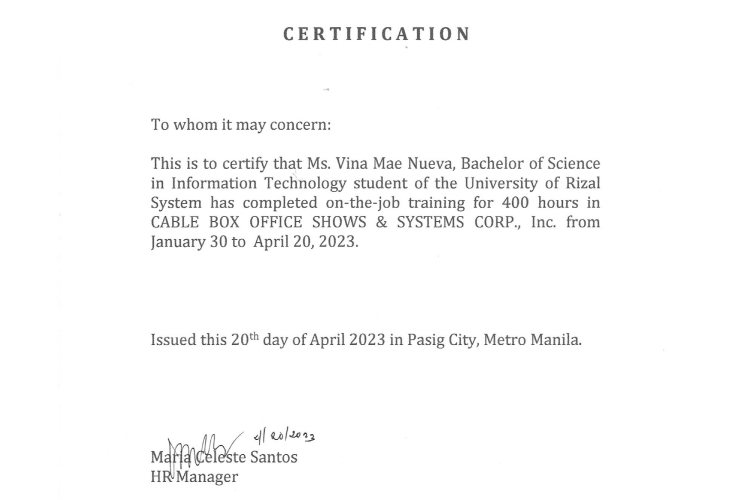 CERTIFICATION
To whom it may concern:
This is to certify that Ms. Vina Mae Nueva, Bachelor of Science
in Information Technology student of the University of Rizal
System has completed on-the-job training for 400 hours in
CABLE BOX OFFICE SHOWS & SYSTEMS CORP., Inc. from
January 30 to April 20, 2023.
Issued this 20th day of April 2023 in Pasig City, Metro Manila.
4/20/2023
Maria Celeste Santos
HR Manager